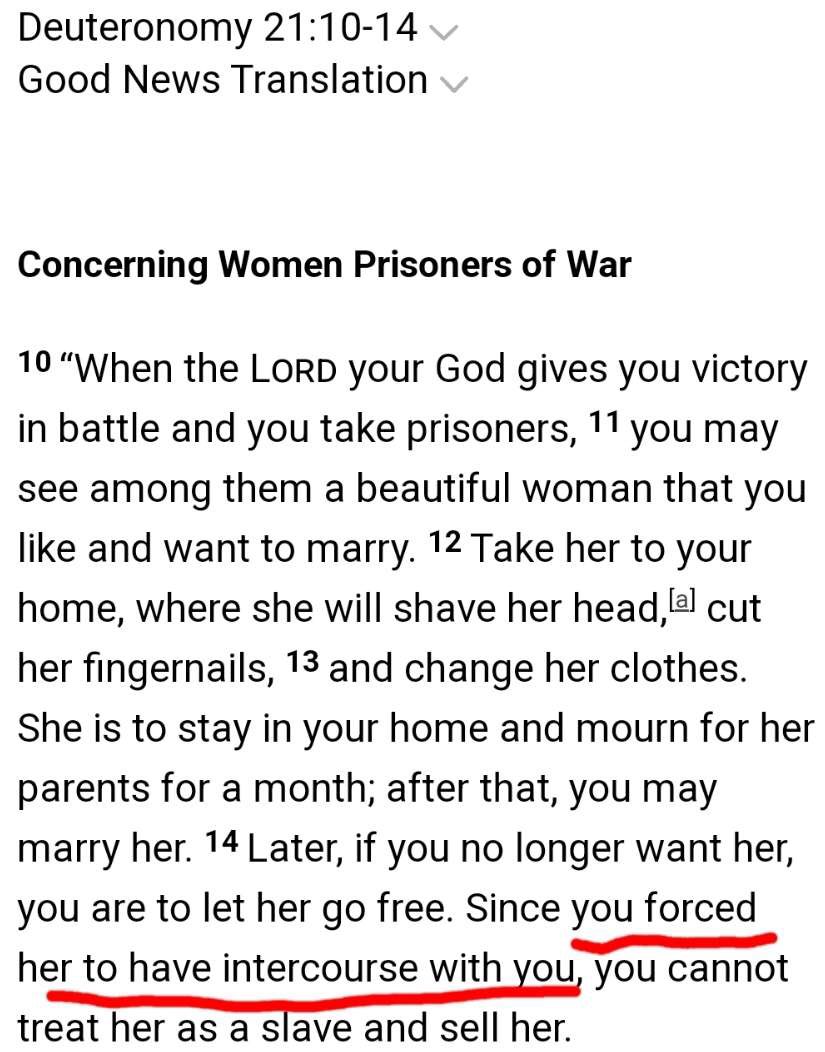 Deuteronomy 21:10-14
Good News Translation
Concerning Women Prisoners of War
10 “When the LORD your God gives you victory
in battle and you take prisoners, 11 you may
see among them a beautiful woman that you
like and want to marry. 12 Take her to your
home, where she will shave her head,[a] cut
her fingernails, 13 and change her clothes.
She is to stay in your home and mourn for her
parents for a month; after that, you may
marry her. 14 Later, if you no longer want her,
you are to let her go free. Since you forced
her to have intercourse with you, you cannot
treat her as a slave and sell her.